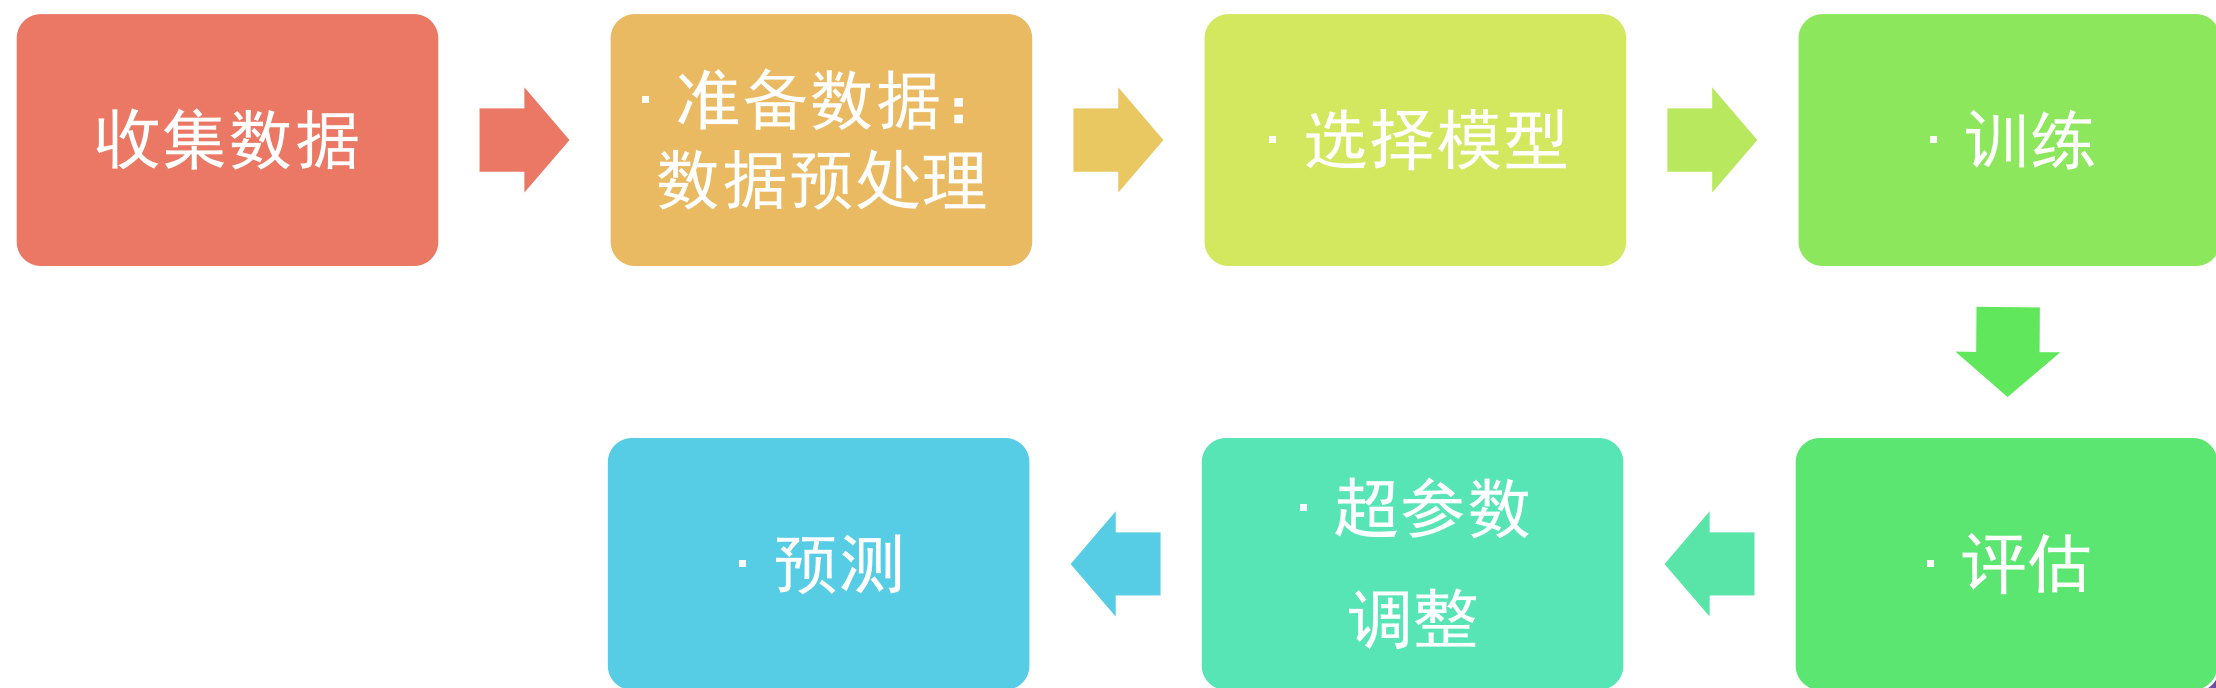 收集数据
· 准备数据:
数据预处理
· 选择模型
· 训练
· 评估
· 超参数
调整
· 预测